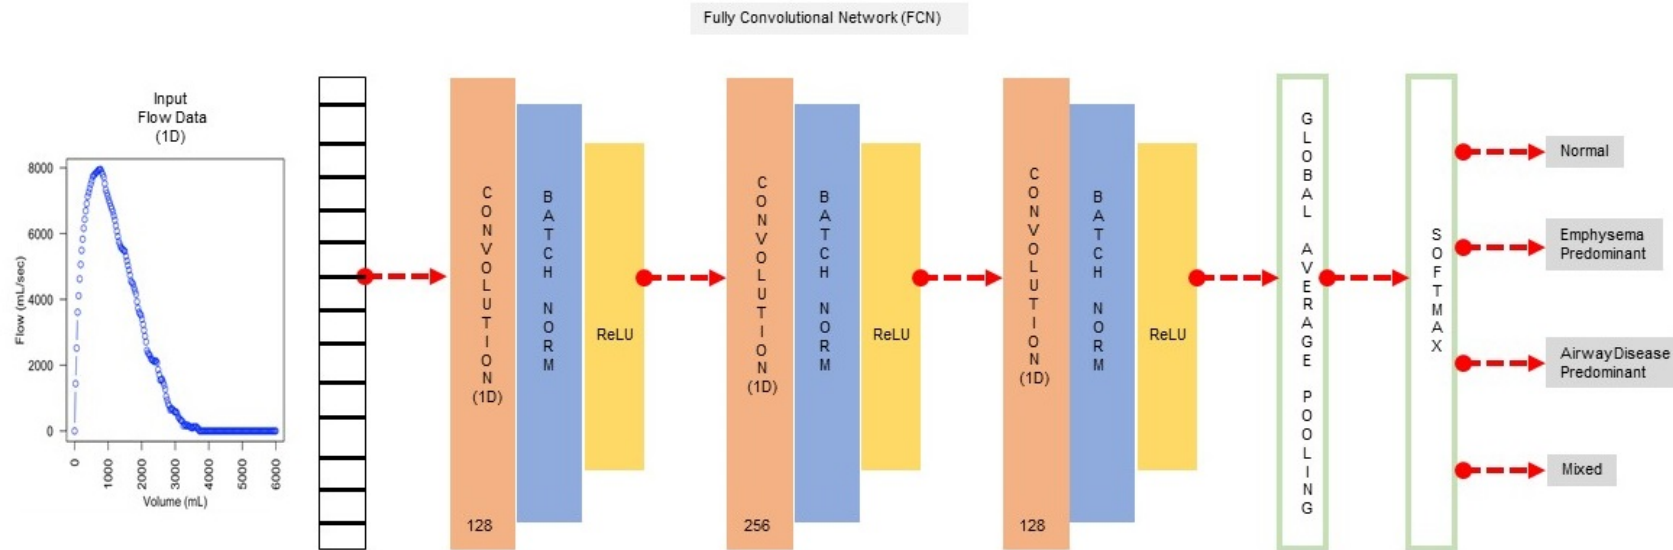 Fully Convolutional Network (FCN)
Input
Flow Data
(1D)
Flow (mL/sec)
8000
6000
4000
2000
0
0
1000
2000
3000
4000
5000
6000
Volume (mL)
CONVOLUTION
(1D)
128
BATCH NORM
ReLU
CONVOLUTION
(1D)
256
BATCH NORM
ReLU
CONVOLUTION
(1D)
128
BATCH NORM
ReLU
GLOBAL AVERAGE POOLING
SOFTMAX
Normal
Emphysema
Predominant
Airway Disease
Predominant
Mixed